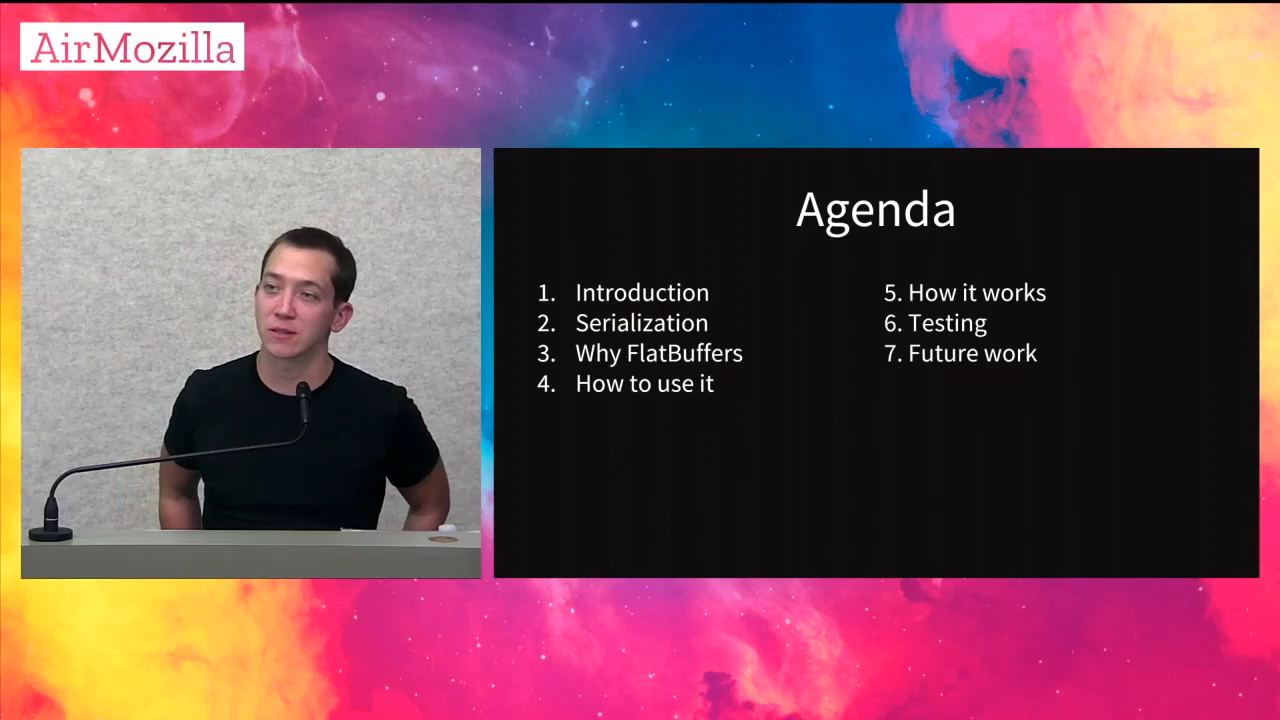 AirMozilla
Agenda
1. Introduction
2. Serialization
3. Why FlatBuffers
4. How to use it
5. How it works
6. Testing
7. Future work